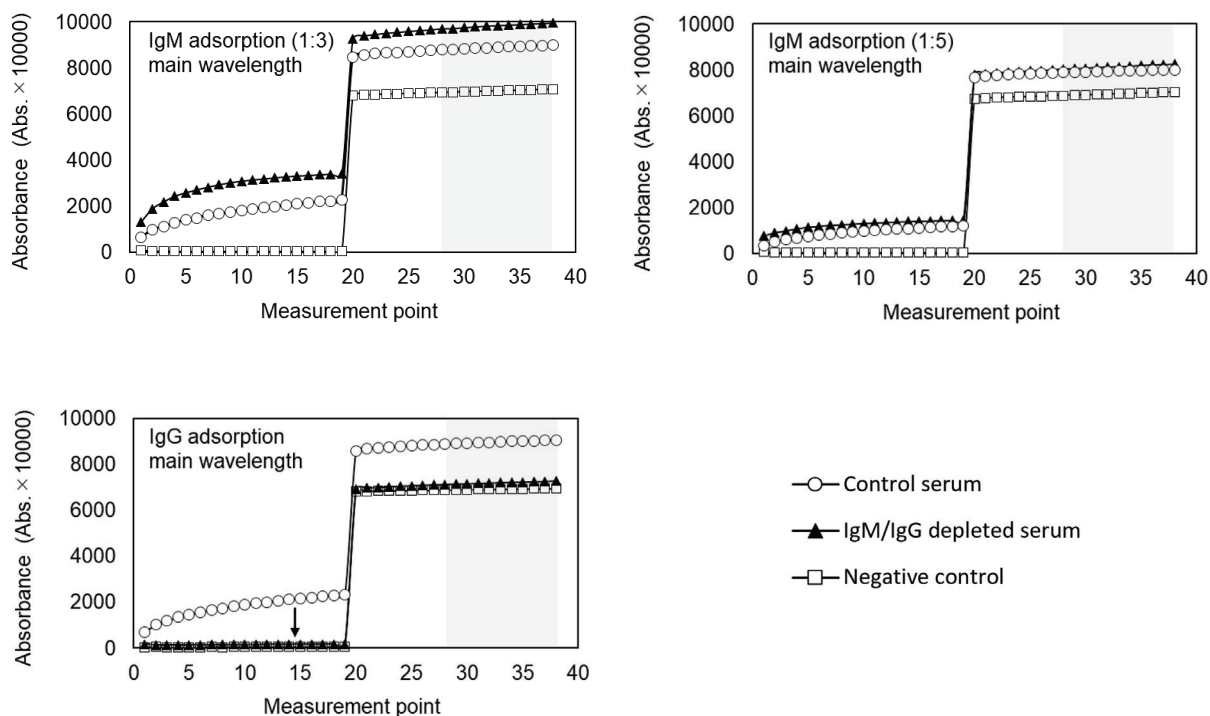 IgM adsorption (1:3)
main wavelength
Absorbance (Abs. × 10000)
10000
8000
6000
4000
2000
0
0 5 10 15 20 25 30 35 40
Measurement point
IgM adsorption (1:5)
main wavelength
Absorbance (Abs. × 10000)
10000
8000
6000
4000
2000
0
0 5 10 15 20 25 30 35 40
Measurement point
IgG adsorption
main wavelength
Absorbance (Abs. × 10000)
10000
8000
6000
4000
2000
0
0 5 10 15 20 25 30 35 40
Measurement point
Control serum
IgM/IgG depleted serum
Negative control